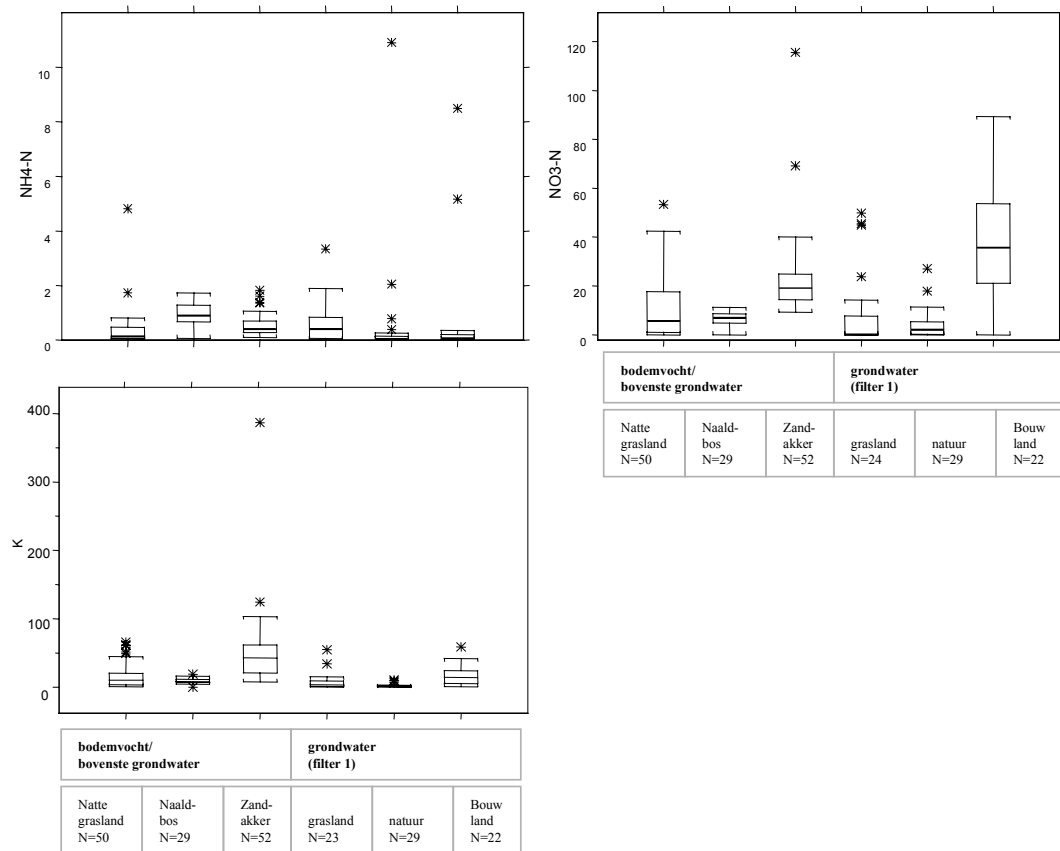 NH4-N
10
8
6
4
2
0
NO3-N
120
100
80
60
40
20
0
bodemvocht/
bovenste grondwater
grondwater
(filter 1)
Natte
grasland
N=50
Naald-
bos
N=29
Zand-
akker
N=52
grasland
N=24
natuur
N=29
Bouw
land
N=22
K
400
300
200
100
0
bodemvocht/
bovenste grondwater
grondwater
(filter 1)
Natte
grasland
N=50
Naald-
bos
N=29
Zand-
akker
N=52
grasland
N=23
natuur
N=29
Bouw
land
N=22